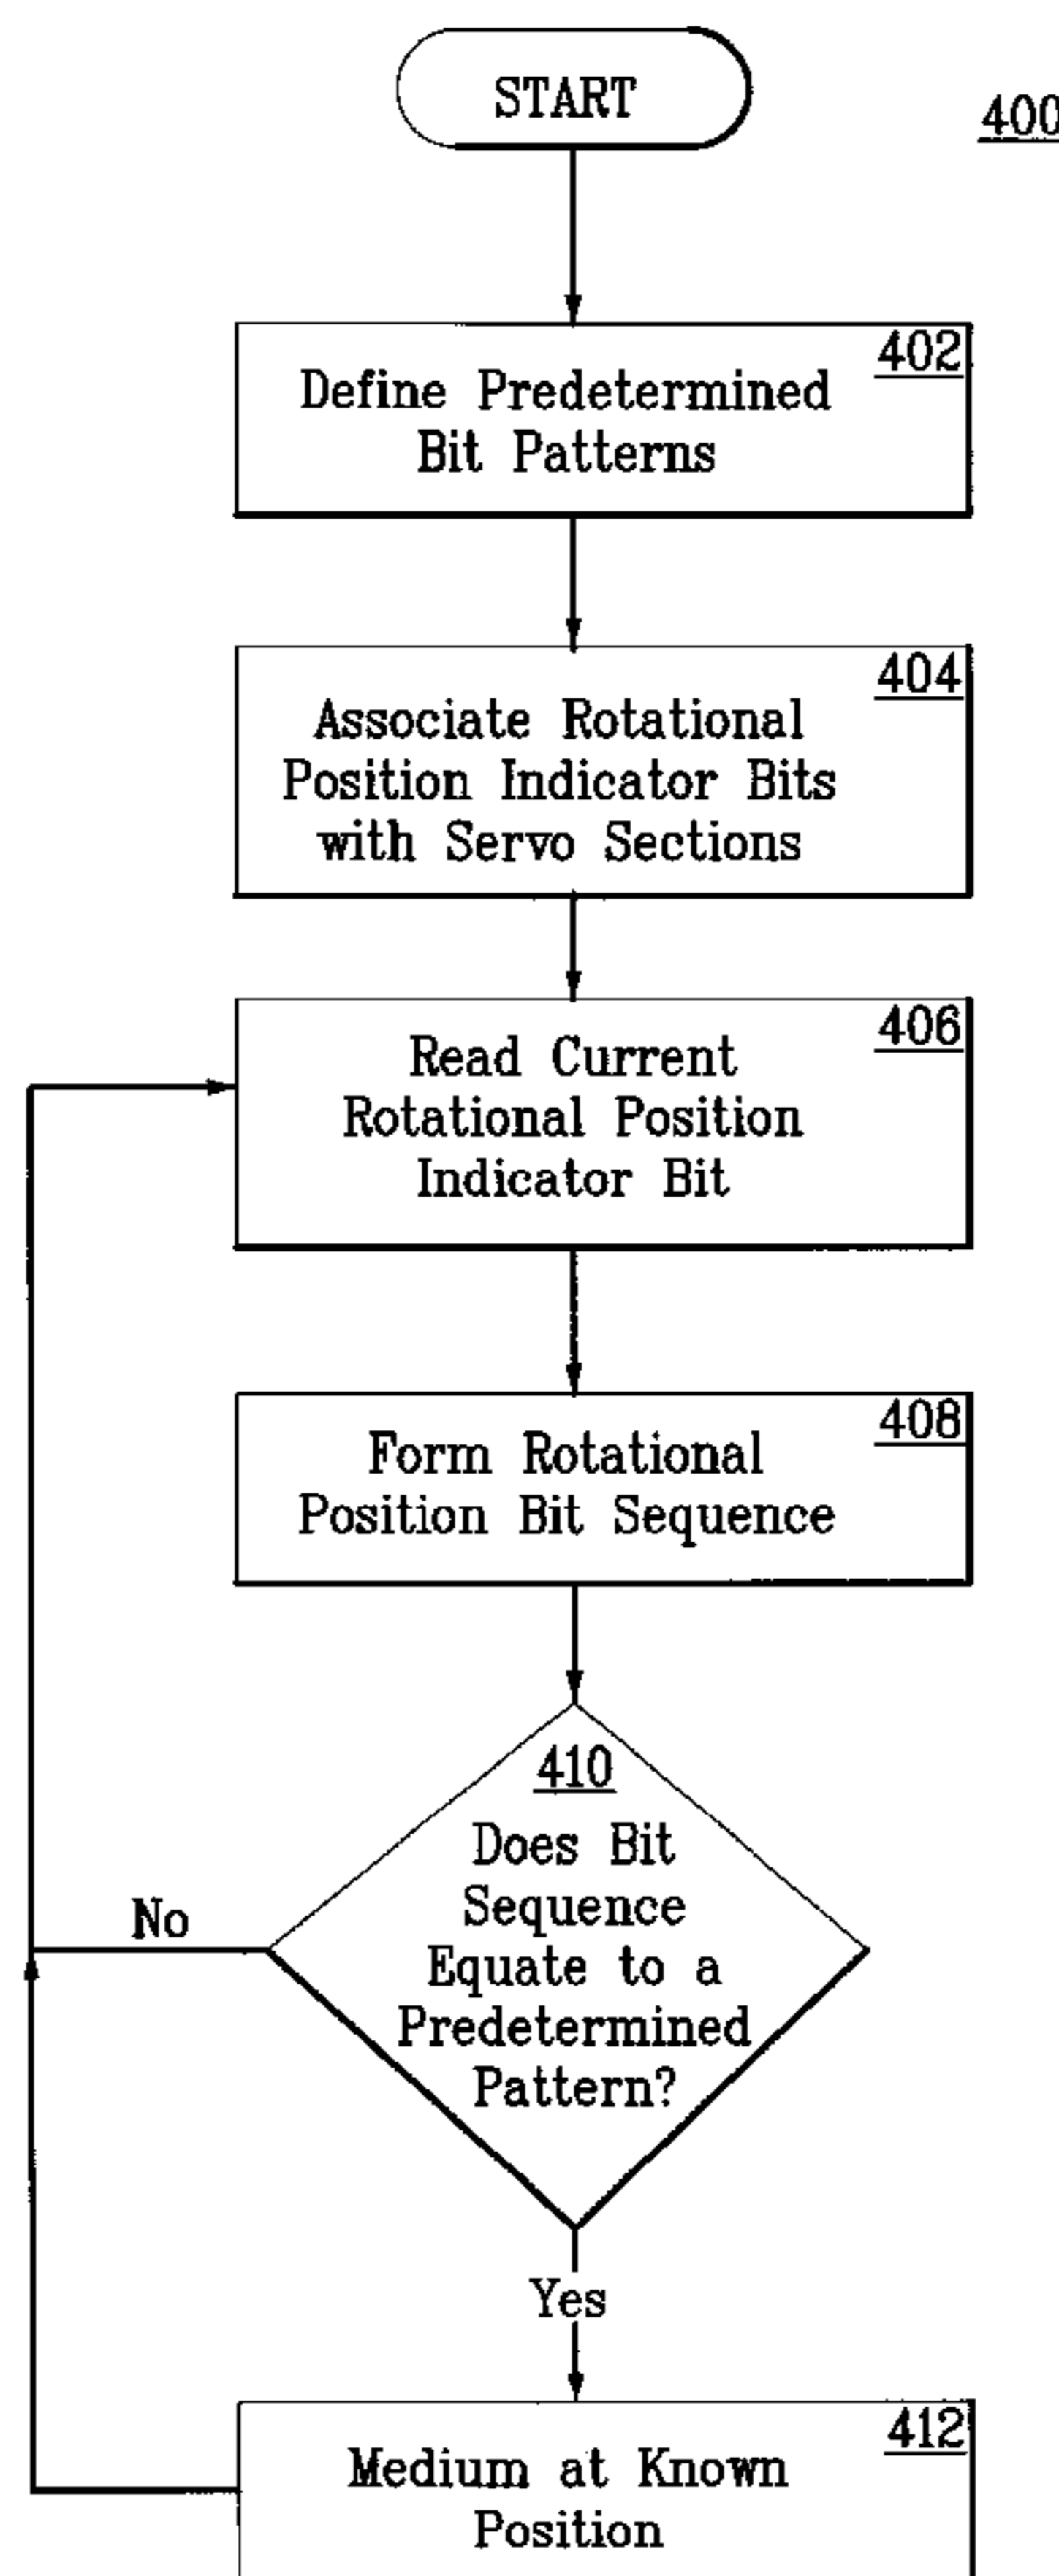 START
400
402
Define Predetermined
Bit Patterns
404
Associate Rotational
Position Indicator Bits
with Servo Sections
406
Read Current
Rotational Position
Indicator Bit
408
Form Rotational
Position Bit Sequence
410
Does Bit
Sequence
Equate to a
Predetermined
Pattern?
No
Yes
412
Medium at Known
Position